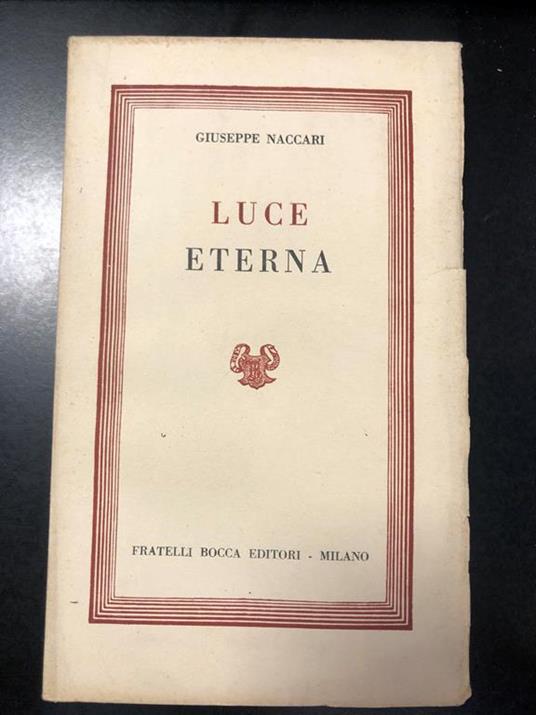 GIUSEPPE NACCARI
LUCE
ETERNA
FRATELLI BOCCA EDITORI - MILANO